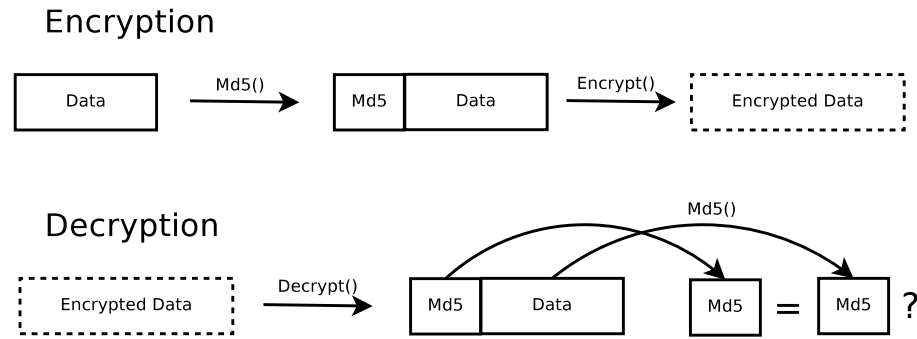 Encryption
Data
Md5()
Md5
Data
Encrypt()
Encrypted Data
Decryption
Md5()
Encrypted Data
Decrypt()
Md5
Data
Md5
=
Md5
?